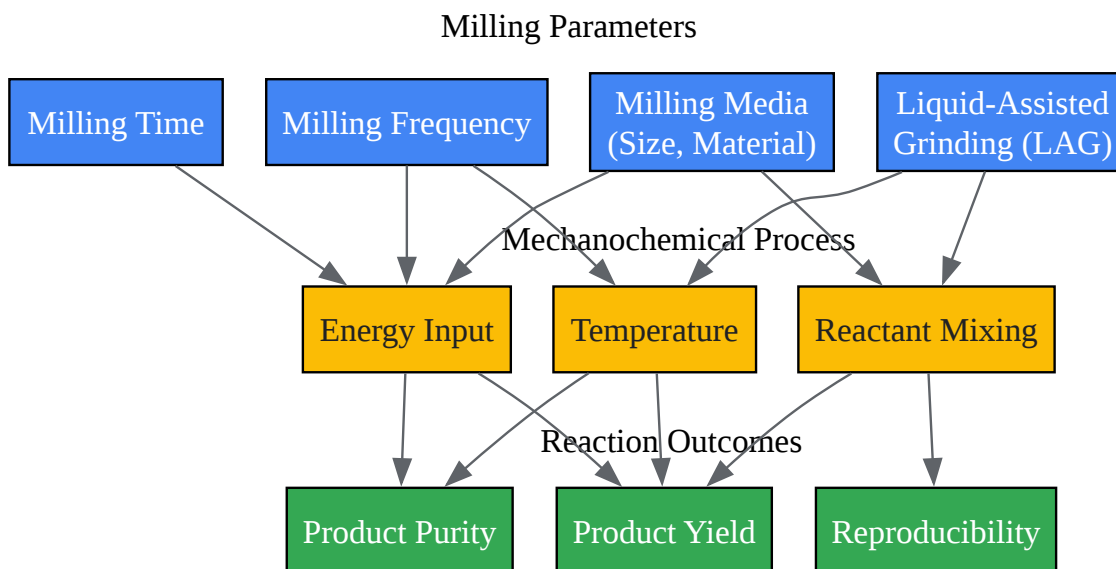 Milling Parameters
Milling Time
Milling Frequency
Milling Media
(Size, Material)
Liquid-Assisted
Grinding (LAG)
Mechanochemical Process
Energy Input
Temperature
Reactant Mixing
Reaction Outcomes
Product Purity
Product Yield
Reproducibility